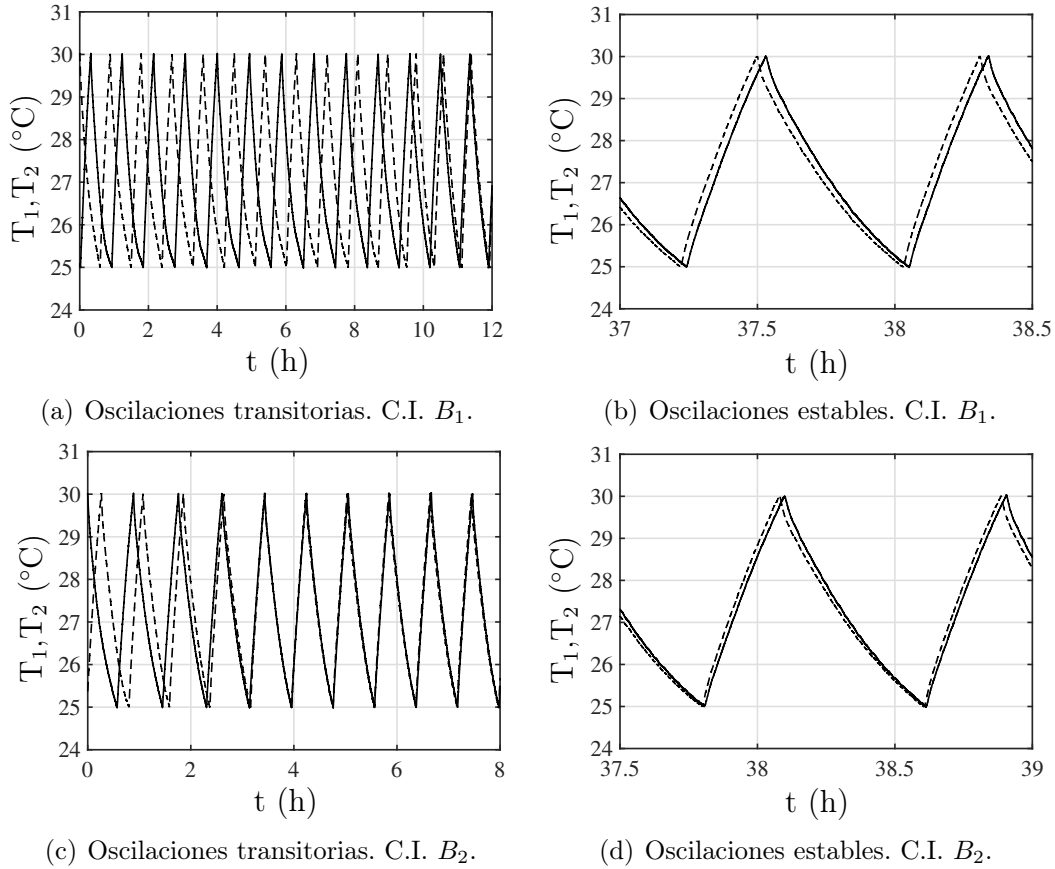 31
30
29
28
27
26
25
24
T₁,T₂ (°C)
0 2 4 6 8 10 12
t (h)
(a) Oscilaciones transitorias. C.I. B₁.
31
30
29
28
27
26
25
24
T₁,T₂ (°C)
37 37.5 38 38.5
t (h)
(b) Oscilaciones estables. C.I. B₁.
31
30
29
28
27
26
25
24
T₁,T₂ (°C)
0 2 4 6 8
t (h)
(c) Oscilaciones transitorias. C.I. B₂.
31
30
29
28
27
26
25
24
T₁,T₂ (°C)
37.5 38 38.5 39
t (h)
(d) Oscilaciones estables. C.I. B₂.